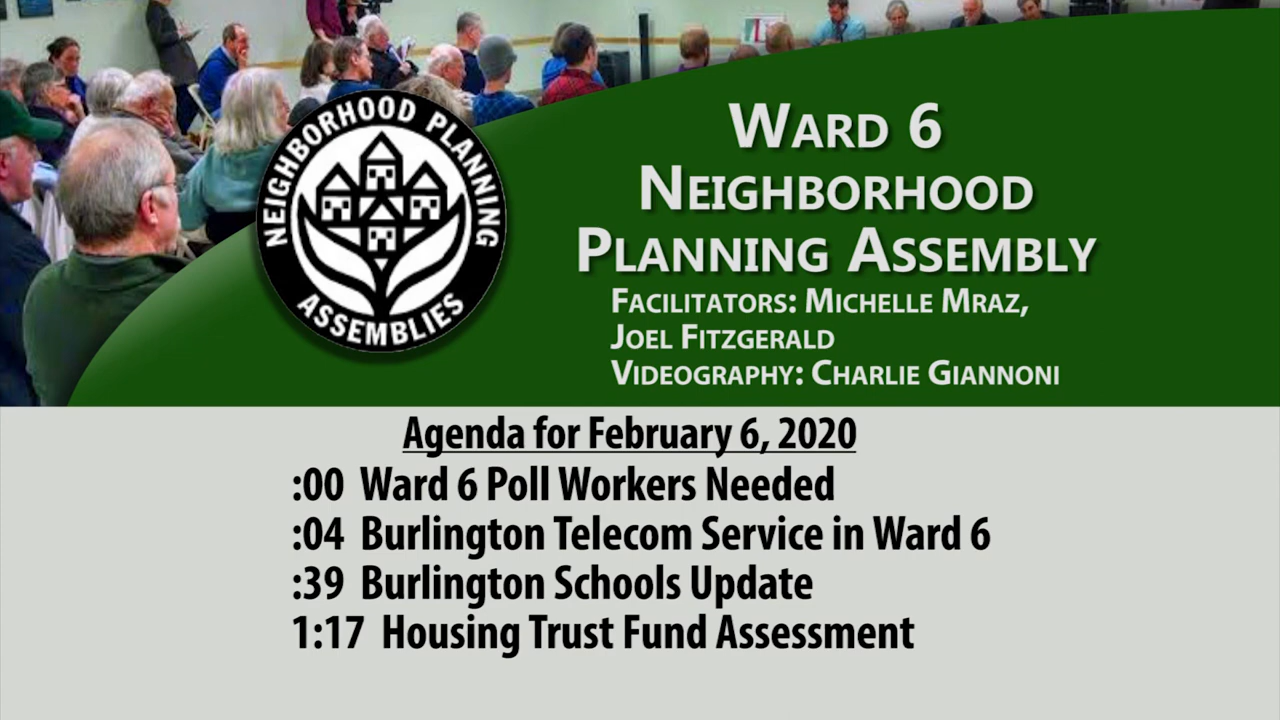 NEIGHBORHOOD PLANNING
ASSEMBLIES
Ward 6
Neighborhood
Planning Assembly
Facilitators: Michelle Mraz,
Joel Fitzgerald
Videography: Charlie Giannoni
Agenda for February 6, 2020
:00 Ward 6 Poll Workers Needed
:04 Burlington Telecom Service in Ward 6
:39 Burlington Schools Update
1:17 Housing Trust Fund Assessment